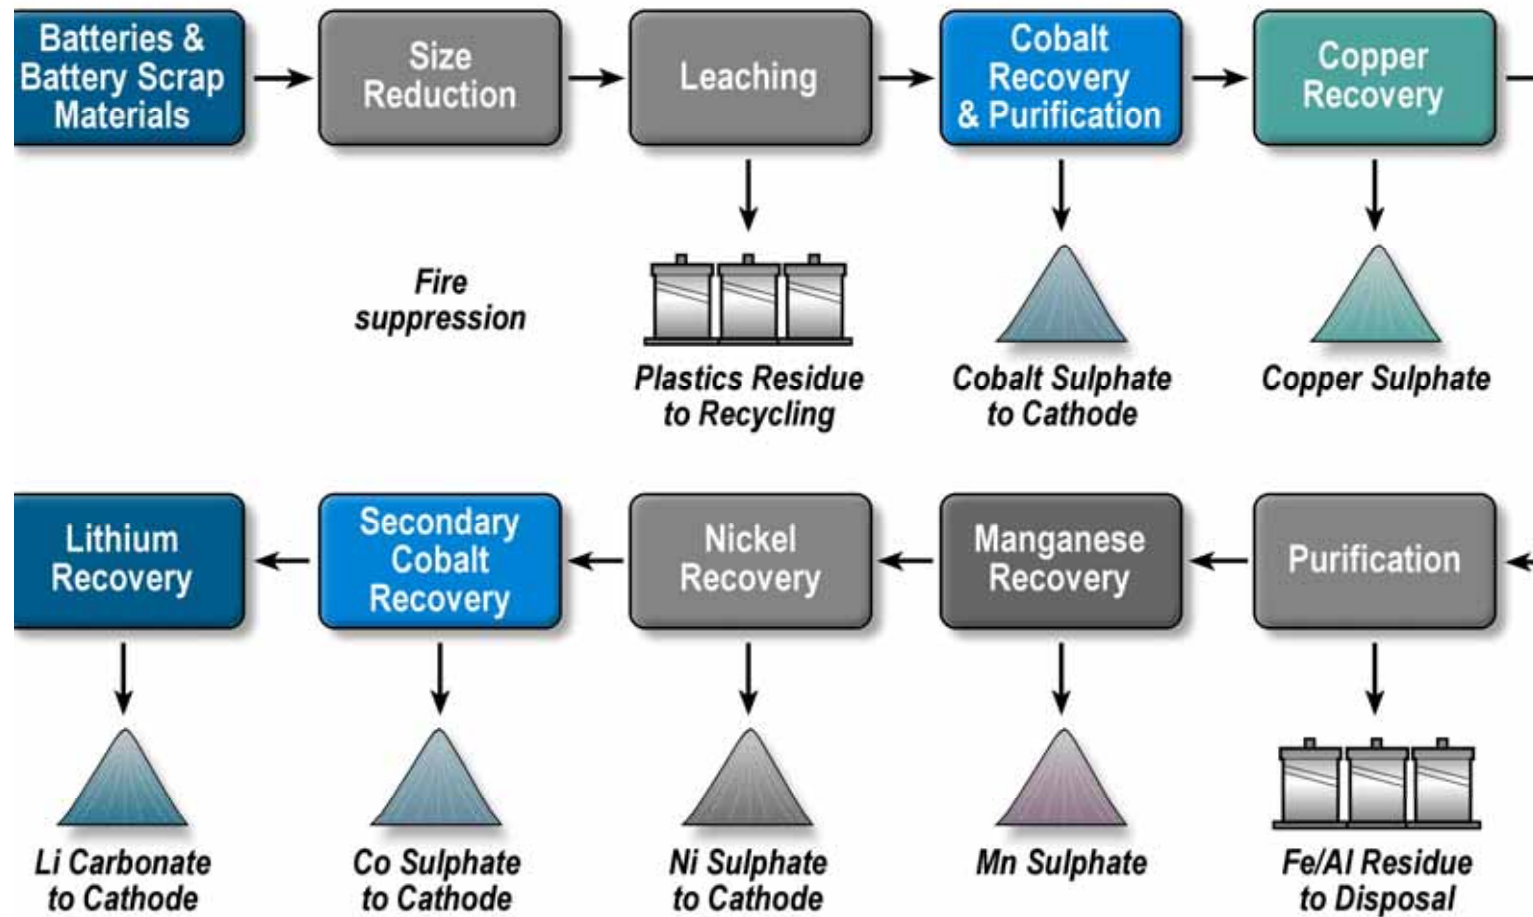 Batteries &
Battery Scrap
Materials
Size
Reduction
Leaching
Cobalt
Recovery
& Purification
Copper
Recovery
Fire
suppression
Plastics Residue
to Recycling
Cobalt Sulphate
to Cathode
Copper Sulphate
Lithium
Recovery
Secondary
Cobalt
Recovery
Nickel
Recovery
Manganese
Recovery
Purification
Li Carbonate
to Cathode
Co Sulphate
to Cathode
Ni Sulphate
to Cathode
Mn Sulphate
Fe/Al Residue
to Disposal